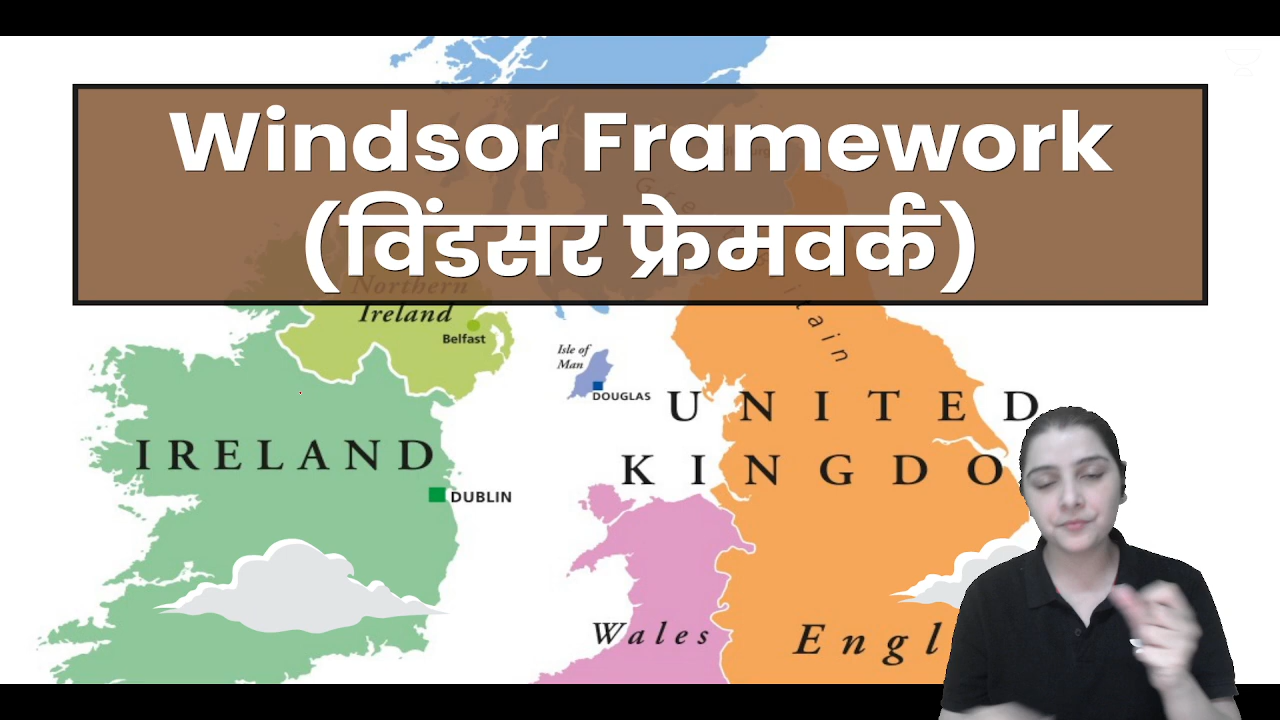 Windsor Framework
(विंडसर फ्रेमवर्क)
Northern
Ireland
Belfast
Isle of
Man
DOUGLAS
UNITED
KINGDO
IRELAND
DUBLIN
Wales
Engl